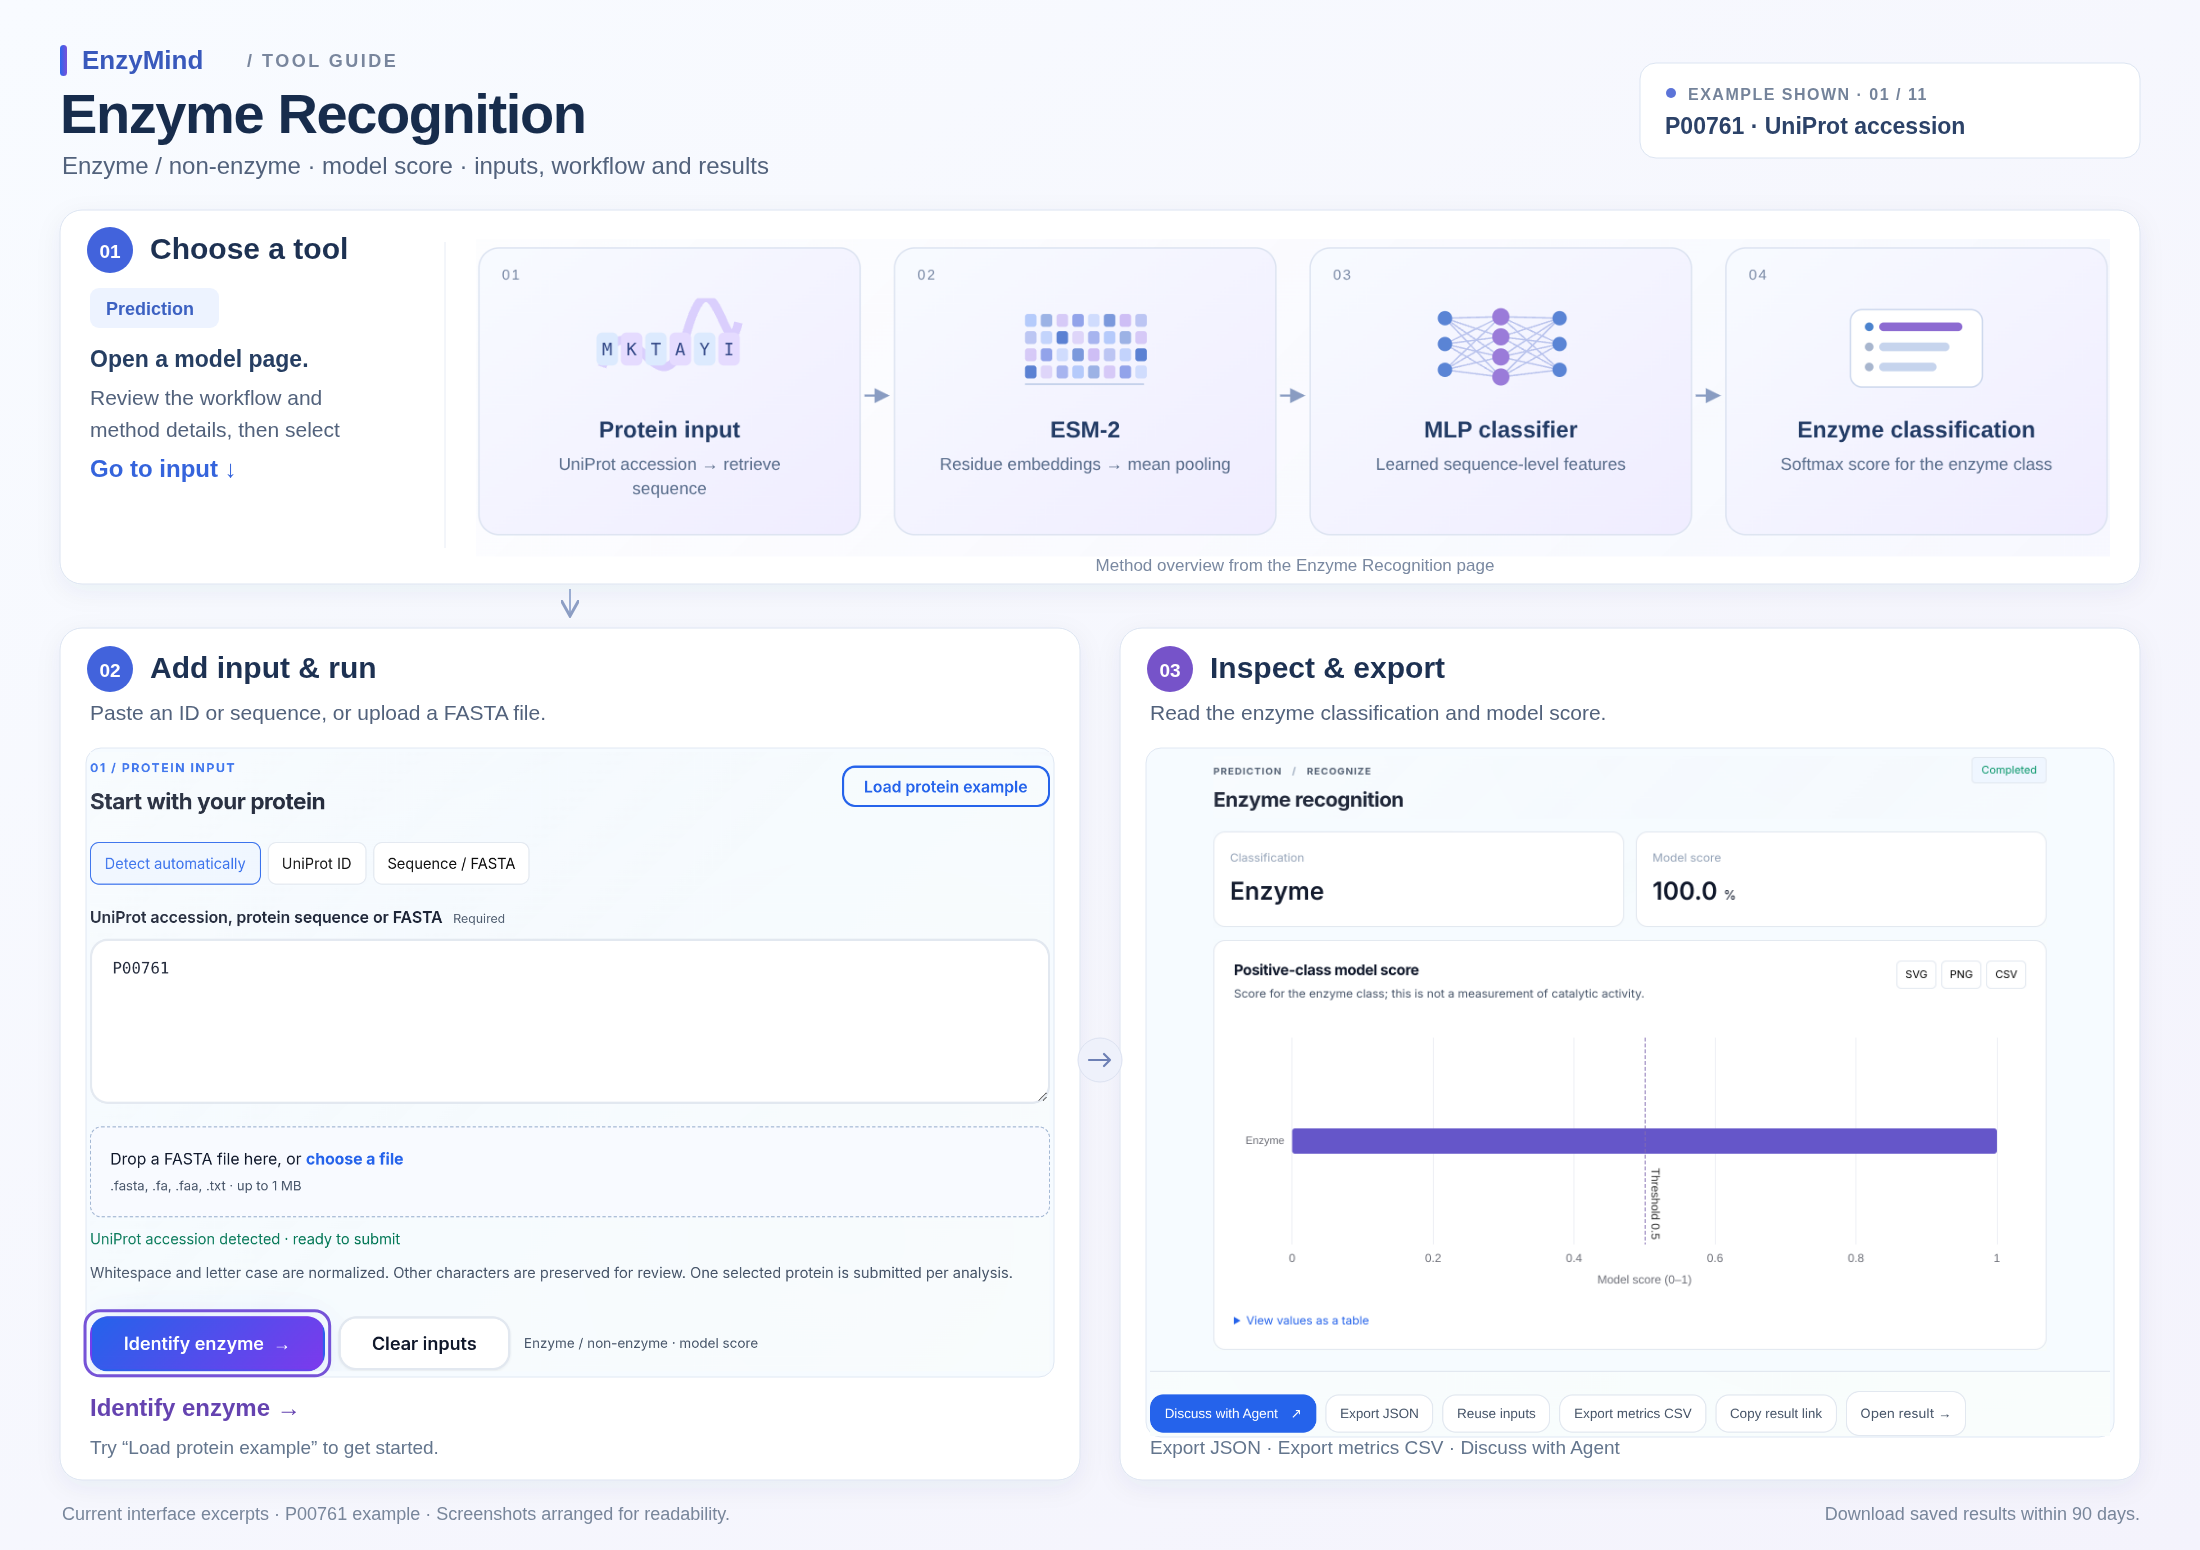 EnzyMind / TOOL GUIDE
Enzyme Recognition
Enzyme / non-enzyme · model score · inputs, workflow and results
EXAMPLE SHOWN · 01 / 11
P00761 · UniProt accession
01 Choose a tool
Prediction
Open a model page.
Review the workflow and
method details, then select
Go to input ↓
01
M K T A Y I
Protein input
UniProt accession → retrieve
sequence
02
ESM-2
Residue embeddings → mean pooling
03
MLP classifier
Learned sequence-level features
04
Enzyme classification
Softmax score for the enzyme class
Method overview from the Enzyme Recognition page
02 Add input & run
Paste an ID or sequence, or upload a FASTA file.
01 / PROTEIN INPUT
Start with your protein
Load protein example
Detect automatically
UniProt ID
Sequence / FASTA
UniProt accession, protein sequence or FASTA Required
P00761
Drop a FASTA file here, or choose a file
.fasta, .fa, .faa, .txt · up to 1 MB
UniProt accession detected · ready to submit
Whitespace and letter case are normalized. Other characters are preserved for review. One selected protein is submitted per analysis.
Identify enzyme →
Clear inputs
Enzyme / non-enzyme · model score
Identify enzyme →
Try “Load protein example” to get started.
03 Inspect & export
Read the enzyme classification and model score.
PREDICTION / RECOGNIZE
Completed
Enzyme recognition
Classification
Enzyme
Model score
100.0 %
Positive-class model score
SVG PNG CSV
Score for the enzyme class; this is not a measurement of catalytic activity.
Enzyme
Threshold 0.5
0 0.2 0.4 0.6 0.8 1
Model score (0–1)
▶ View values as a table
Discuss with Agent ↗
Export JSON
Reuse inputs
Export metrics CSV
Copy result link
Open result →
Export JSON · Export metrics CSV · Discuss with Agent
Current interface excerpts · P00761 example · Screenshots arranged for readability.
Download saved results within 90 days.